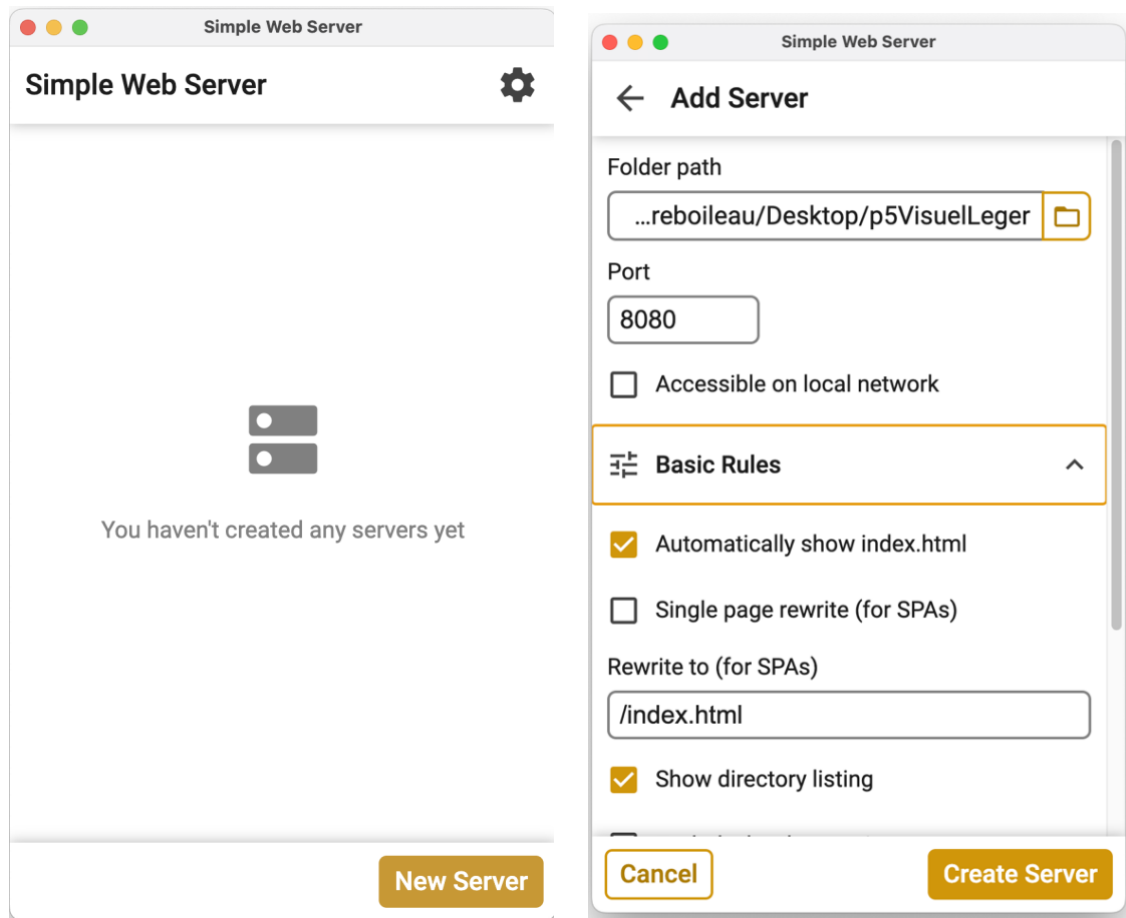 Simple Web Server
Simple Web Server
You haven't created any servers yet
New Server
Simple Web Server
Add Server
Folder path
...reboileau/Desktop/p5VisuelLeger
Port
8080
Accessible on local network
Basic Rules
Automatically show index.html
Single page rewrite (for SPAs)
Rewrite to (for SPAs)
/index.html
Show directory listing
Cancel
Create Server